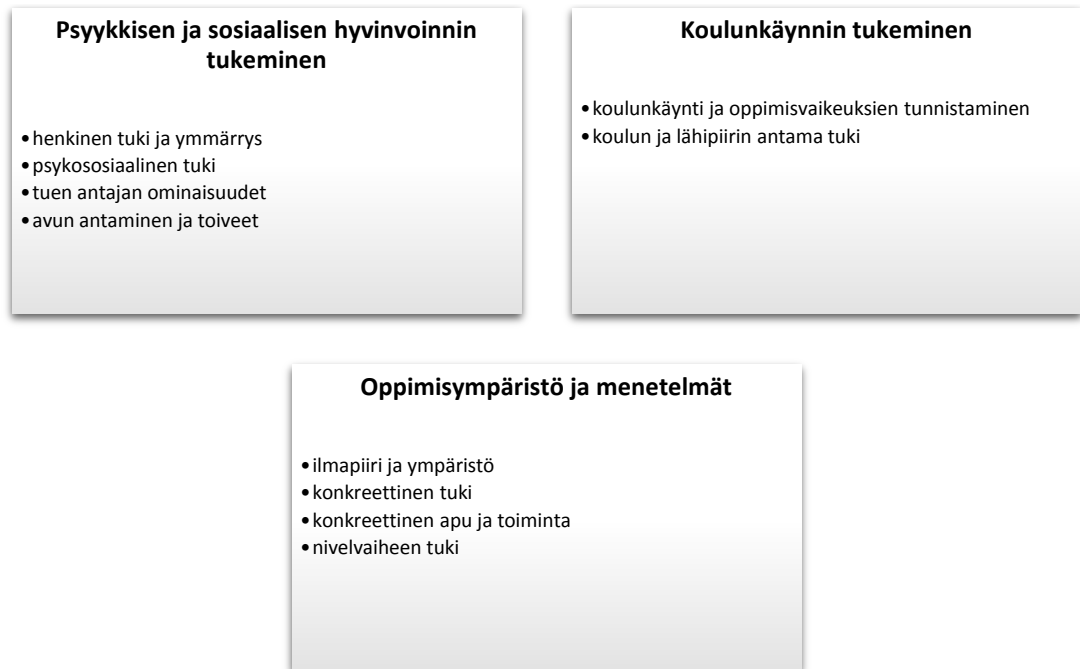 Psyykkisen ja sosiaalisen hyvinvoinnin
tukeminen
•henkinen tuki ja ymmärrys
•psykososiaalinen tuki
•tuen antajan ominaisuudet
•avun antaminen ja toiveet
Koulunkäynnin tukeminen
•koulunkäynti ja oppimisvaikeuksien tunnistaminen
•koulun ja lähipiirin antama tuki
Oppimisympäristö ja menetelmät
•ilmapiiri ja ympäristö
•konkreettinen tuki
•konkreettinen apu ja toiminta
•nivelvaiheen tuki